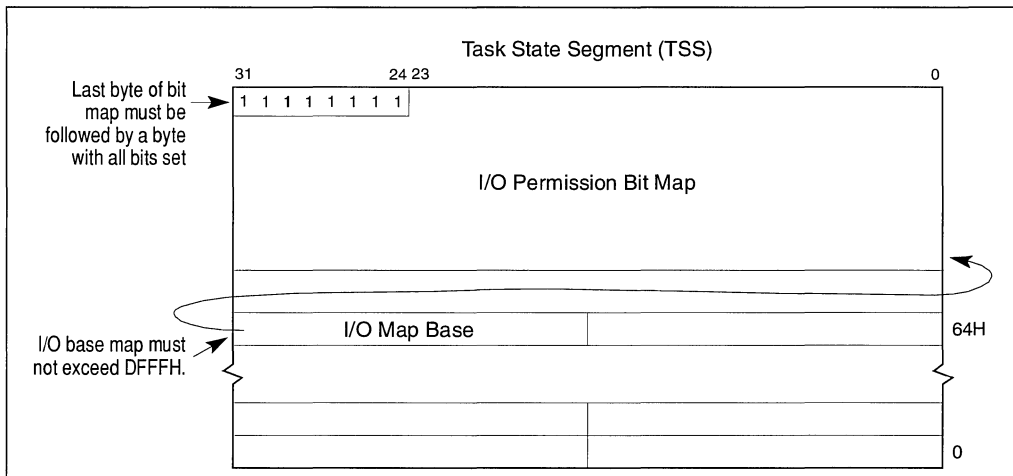 Task State Segment (TSS)
31 24 23 0
Last byte of bit
map must be
followed by a byte
with all bits set
1 1 1 1 1 1 1 1
I/O Permission Bit Map
I/O Map Base
64H
I/O base map must
not exceed DFFFH.
0